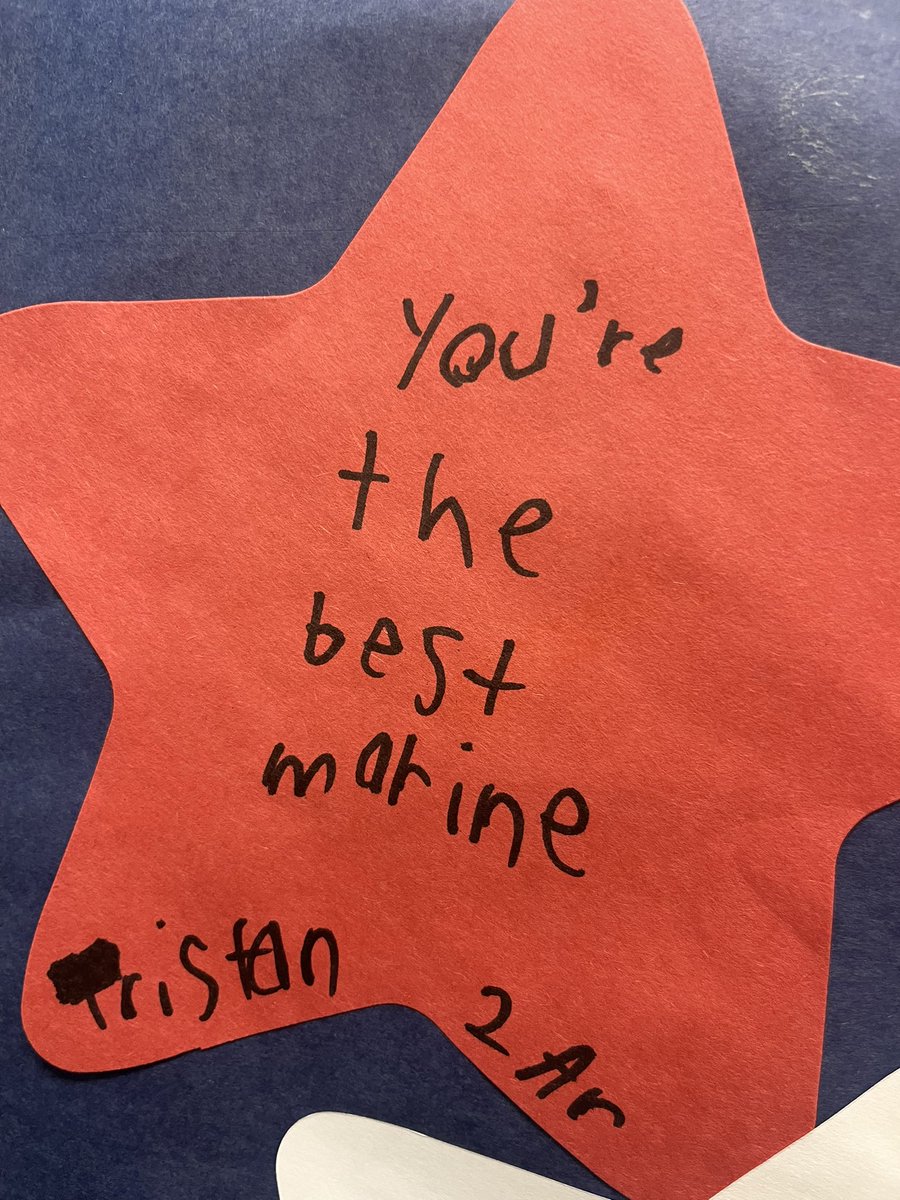 You're
the
best
marine
Tristan
2 Ar